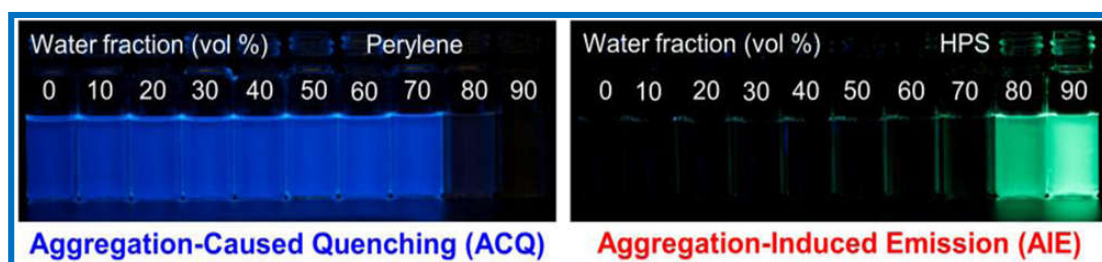 Water fraction (vol %) Perylene
0 10 20 30 40 50 60 70 80 90
Aggregation-Caused Quenching (ACQ)
Water fraction (vol %) HPS
0 10 20 30 40 50 60 70 80 90
Aggregation-Induced Emission (AIE)